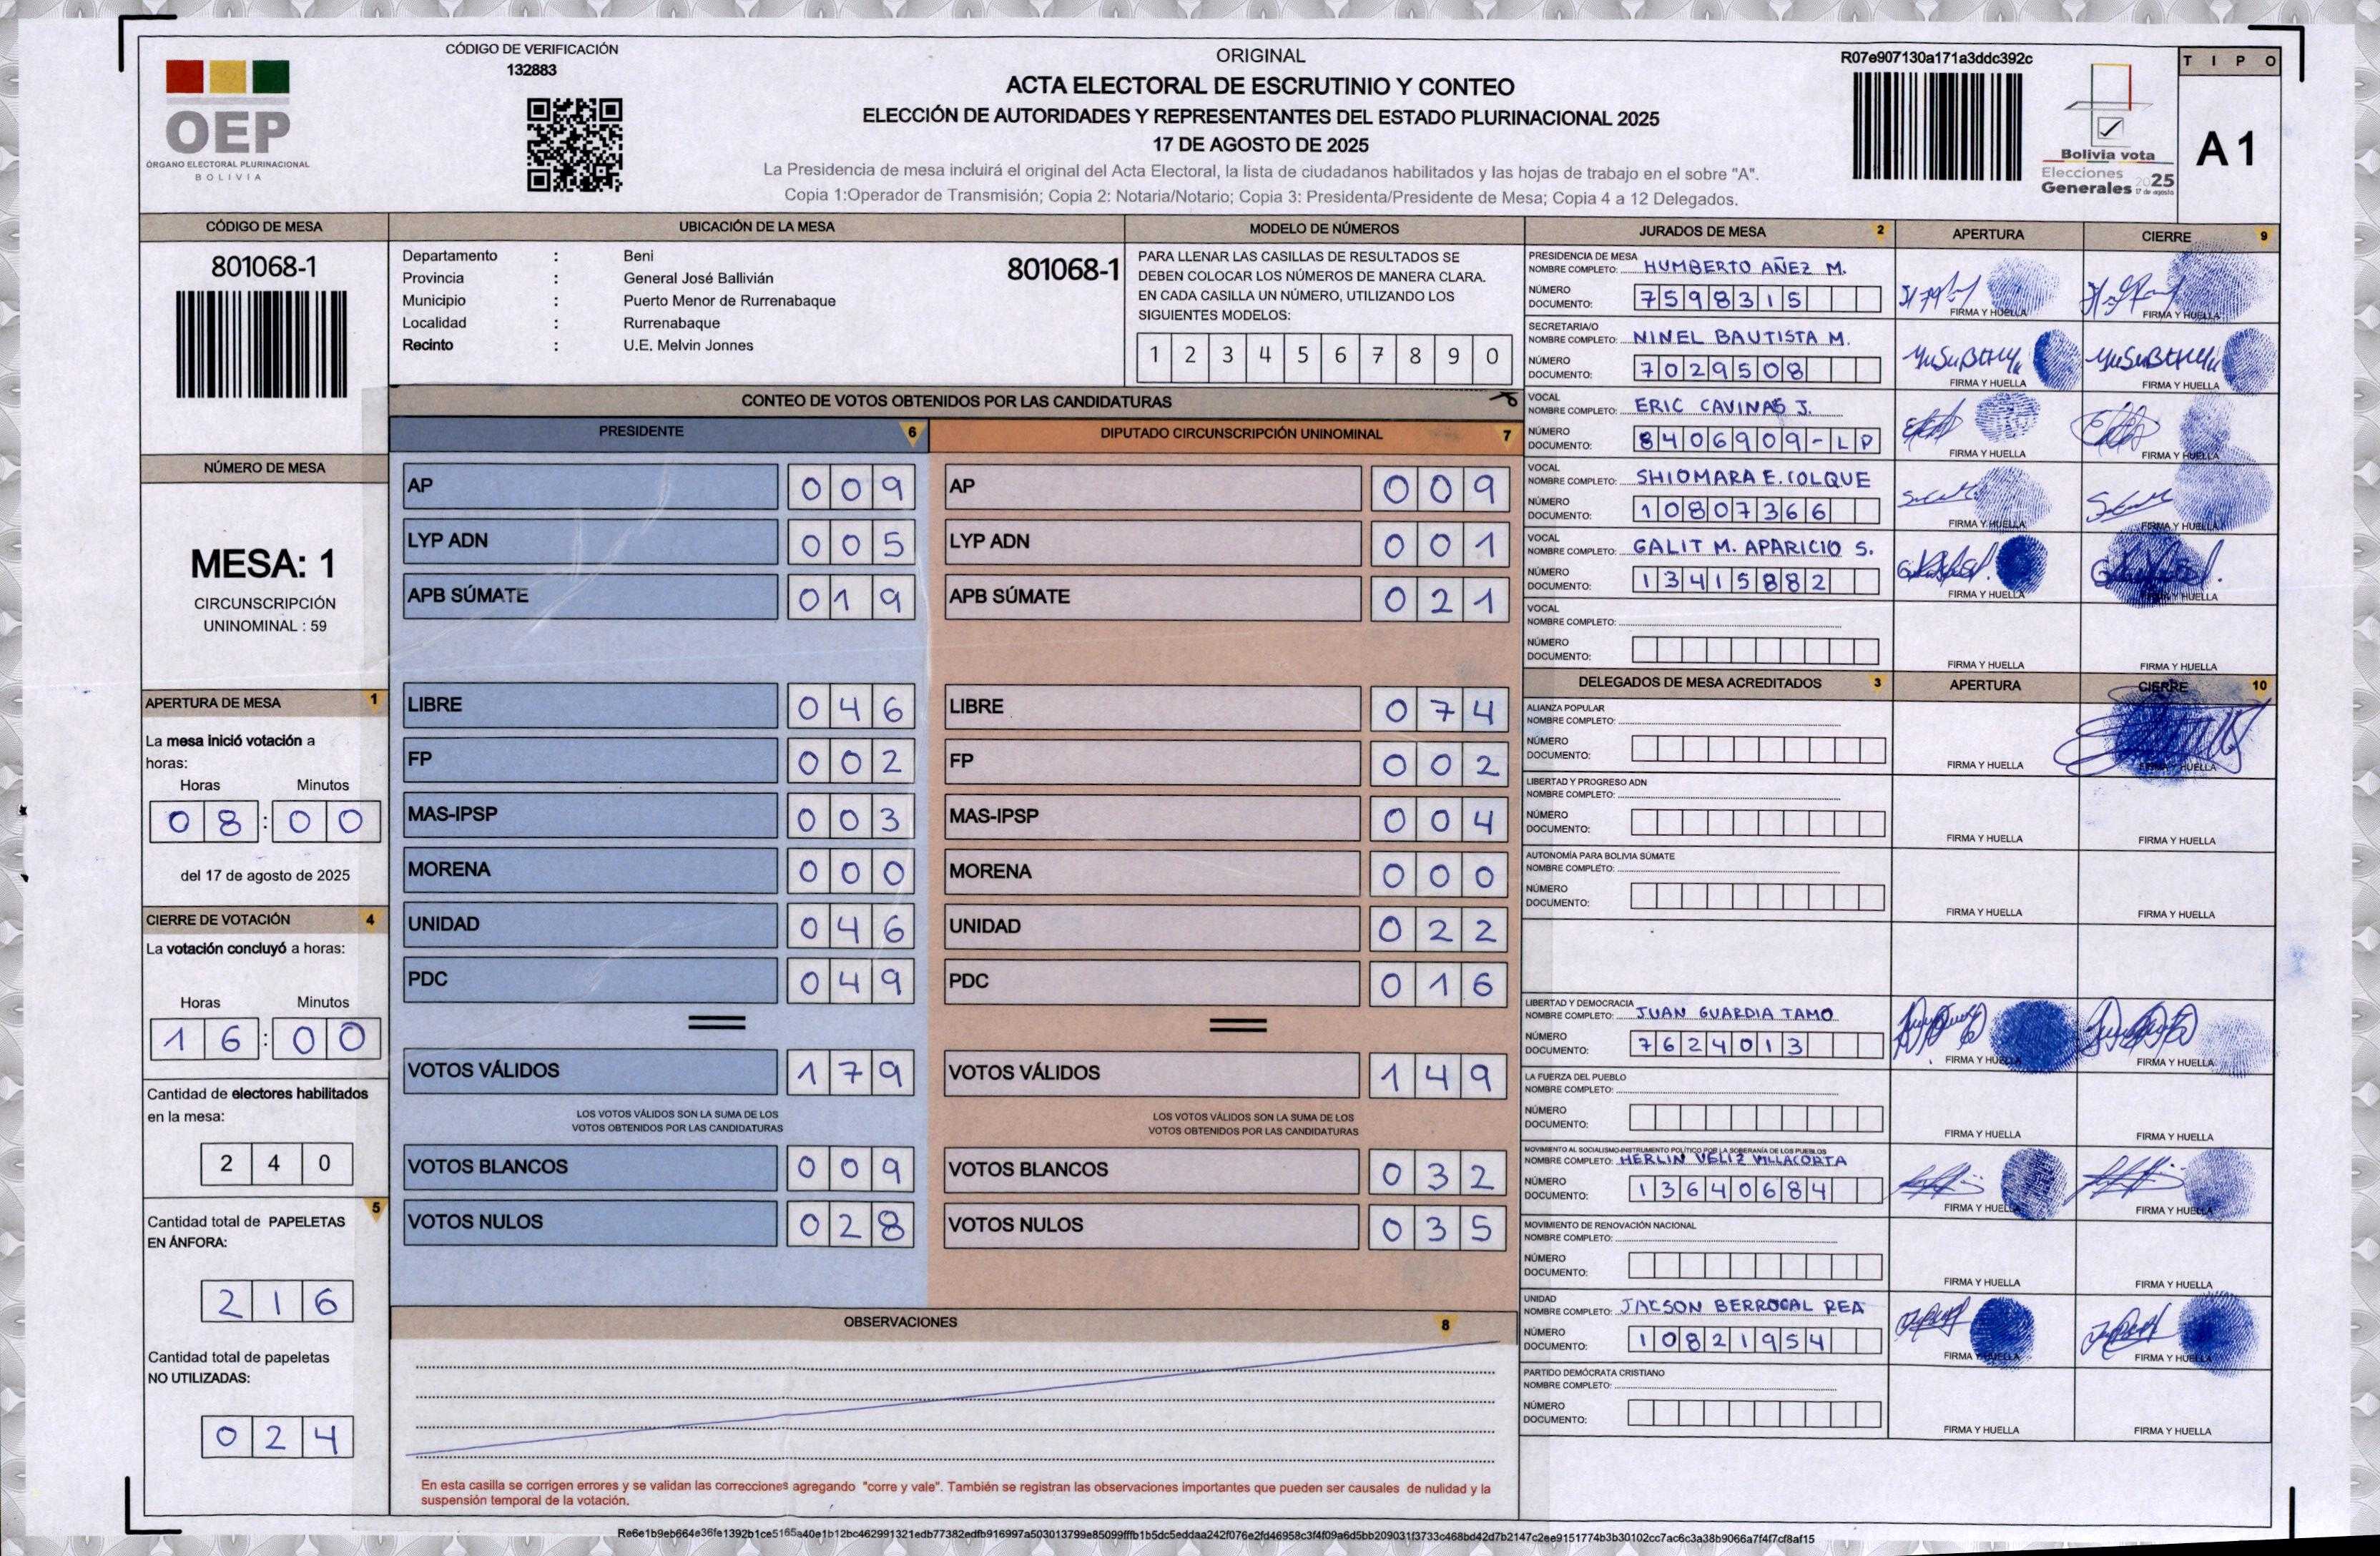 CÓDIGO DE VERIFICACIÓN
132883
OEP
ÓRGANO ELECTORAL PLURINACIONAL
BOLIVIA
ORIGINAL
ACTA ELECTORAL DE ESCRUTINIO Y CONTEO
ELECCIÓN DE AUTORIDADES Y REPRESENTANTES DEL ESTADO PLURINACIONAL 2025
17 DE AGOSTO DE 2025
La Presidencia de mesa incluirá el original del Acta Electoral, la lista de ciudadanos habilitados y las hojas de trabajo en el sobre "A".
Copia 1:Operador de Transmisión; Copia 2: Notaria/Notario; Copia 3: Presidenta/Presidente de Mesa; Copia 4 a 12 Delegados.
R07e907130a171a3ddc392c
Bolivia vota
Elecciones
Generales 2025
17 de agosto
TIPO
A1
CÓDIGO DE MESA
801068-1
UBICACIÓN DE LA MESA
Departamento : Beni
Provincia : General José Ballivián
Municipio : Puerto Menor de Rurrenabaque
Localidad : Rurrenabaque
Recinto : U.E. Melvin Jonnes
801068-1
MODELO DE NÚMEROS
PARA LLENAR LAS CASILLAS DE RESULTADOS SE
DEBEN COLOCAR LOS NÚMEROS DE MANERA CLARA.
EN CADA CASILLA UN NÚMERO, UTILIZANDO LOS
SIGUIENTES MODELOS:
1 2 3 4 5 6 7 8 9 0
NÚMERO DE MESA
MESA: 1
CIRCUNSCRIPCIÓN
UNINOMINAL : 59
APERTURA DE MESA 1
La mesa inició votación a
horas:
Horas Minutos
08:00
del 17 de agosto de 2025
CIERRE DE VOTACIÓN 4
La votación concluyó a horas:
Horas Minutos
16:00
Cantidad de electores habilitados
en la mesa:
240
5
Cantidad total de PAPELETAS
EN ÁNFORA:
216
Cantidad total de papeletas
NO UTILIZADAS:
024
CONTEO DE VOTOS OBTENIDOS POR LAS CANDIDATURAS
PRESIDENTE 6
AP 009
LYP ADN 005
APB SÚMATE 019
LIBRE 046
FP 002
MAS-IPSP 003
MORENA 000
UNIDAD 046
PDC 049
VOTOS VÁLIDOS 179
LOS VOTOS VÁLIDOS SON LA SUMA DE LOS
VOTOS OBTENIDOS POR LAS CANDIDATURAS
VOTOS BLANCOS 009
VOTOS NULOS 028
DIPUTADO CIRCUNSCRIPCIÓN UNINOMINAL 7
AP 009
LYP ADN 001
APB SÚMATE 021
LIBRE 074
FP 002
MAS-IPSP 004
MORENA 000
UNIDAD 022
PDC 016
VOTOS VÁLIDOS 149
LOS VOTOS VÁLIDOS SON LA SUMA DE LOS
VOTOS OBTENIDOS POR LAS CANDIDATURAS
VOTOS BLANCOS 032
VOTOS NULOS 035
OBSERVACIONES 8
En esta casilla se corrigen errores y se validan las correcciones agregando "corre y vale". También se registran las observaciones importantes que pueden ser causales de nulidad y la
suspensión temporal de la votación.
JURADOS DE MESA 2 APERTURA CIERRE 9
PRESIDENCIA DE MESA
NOMBRE COMPLETO: HUMBERTO AÑEZ M.
NÚMERO
DOCUMENTO: 7598315
FIRMA Y HUELLA FIRMA Y HUELLA
SECRETARIA/O
NOMBRE COMPLETO: NINEL BAUTISTA M.
NÚMERO
DOCUMENTO: 7029508
FIRMA Y HUELLA FIRMA Y HUELLA
VOCAL
NOMBRE COMPLETO: ERIC CAVINAS J.
NÚMERO
DOCUMENTO: 8406909-LP
FIRMA Y HUELLA FIRMA Y HUELLA
VOCAL
NOMBRE COMPLETO: SHIOMARA E. COLQUE
NÚMERO
DOCUMENTO: 10807366
FIRMA Y HUELLA FIRMA Y HUELLA
VOCAL
NOMBRE COMPLETO: GALIT M. APARICIO S.
NÚMERO
DOCUMENTO: 13415882
FIRMA Y HUELLA FIRMA Y HUELLA
VOCAL
NOMBRE COMPLETO:
NÚMERO
DOCUMENTO:
FIRMA Y HUELLA FIRMA Y HUELLA
DELEGADOS DE MESA ACREDITADOS 3 APERTURA CIERRE 10
ALIANZA POPULAR
NOMBRE COMPLETO:
NÚMERO
DOCUMENTO:
FIRMA Y HUELLA FIRMA Y HUELLA
LIBERTAD Y PROGRESO ADN
NOMBRE COMPLETO:
NÚMERO
DOCUMENTO:
FIRMA Y HUELLA FIRMA Y HUELLA
AUTONOMÍA PARA BOLIVIA SÚMATE
NOMBRE COMPLETO:
NÚMERO
DOCUMENTO:
FIRMA Y HUELLA FIRMA Y HUELLA
LIBERTAD Y DEMOCRACIA
NOMBRE COMPLETO: JUAN GUARDIA TAMO
NÚMERO
DOCUMENTO: 7624013
FIRMA Y HUELLA FIRMA Y HUELLA
LA FUERZA DEL PUEBLO
NOMBRE COMPLETO:
NÚMERO
DOCUMENTO:
FIRMA Y HUELLA FIRMA Y HUELLA
MOVIMIENTO AL SOCIALISMO-INSTRUMENTO POLÍTICO POR LA SOBERANÍA DE LOS PUEBLOS
NOMBRE COMPLETO: HERLIN VELIZ VILLACORTA
NÚMERO
DOCUMENTO: 13640684
FIRMA Y HUELLA FIRMA Y HUELLA
MOVIMIENTO DE RENOVACIÓN NACIONAL
NOMBRE COMPLETO:
NÚMERO
DOCUMENTO:
FIRMA Y HUELLA FIRMA Y HUELLA
UNIDAD
NOMBRE COMPLETO: JACSON BERROCAL REA
NÚMERO
DOCUMENTO: 10821954
FIRMA Y HUELLA FIRMA Y HUELLA
PARTIDO DEMÓCRATA CRISTIANO
NOMBRE COMPLETO:
NÚMERO
DOCUMENTO:
FIRMA Y HUELLA FIRMA Y HUELLA